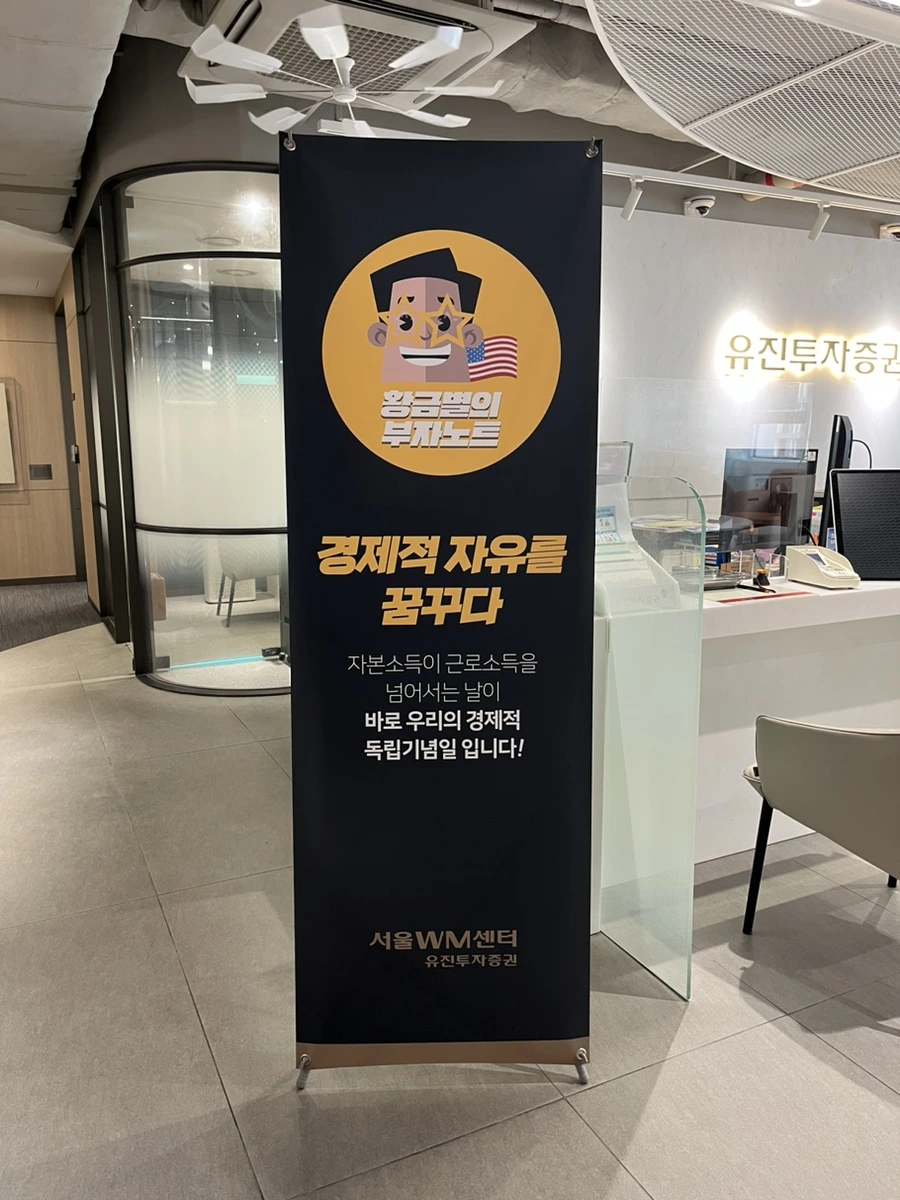 황금별의
부자노트
경제적 자유를
꿈꾸다
자본소득이 근로소득을
넘어서는 날이
바로 우리의 경제적
독립기념일 입니다!
서울WM센터
유진투자증권
유진투자증권